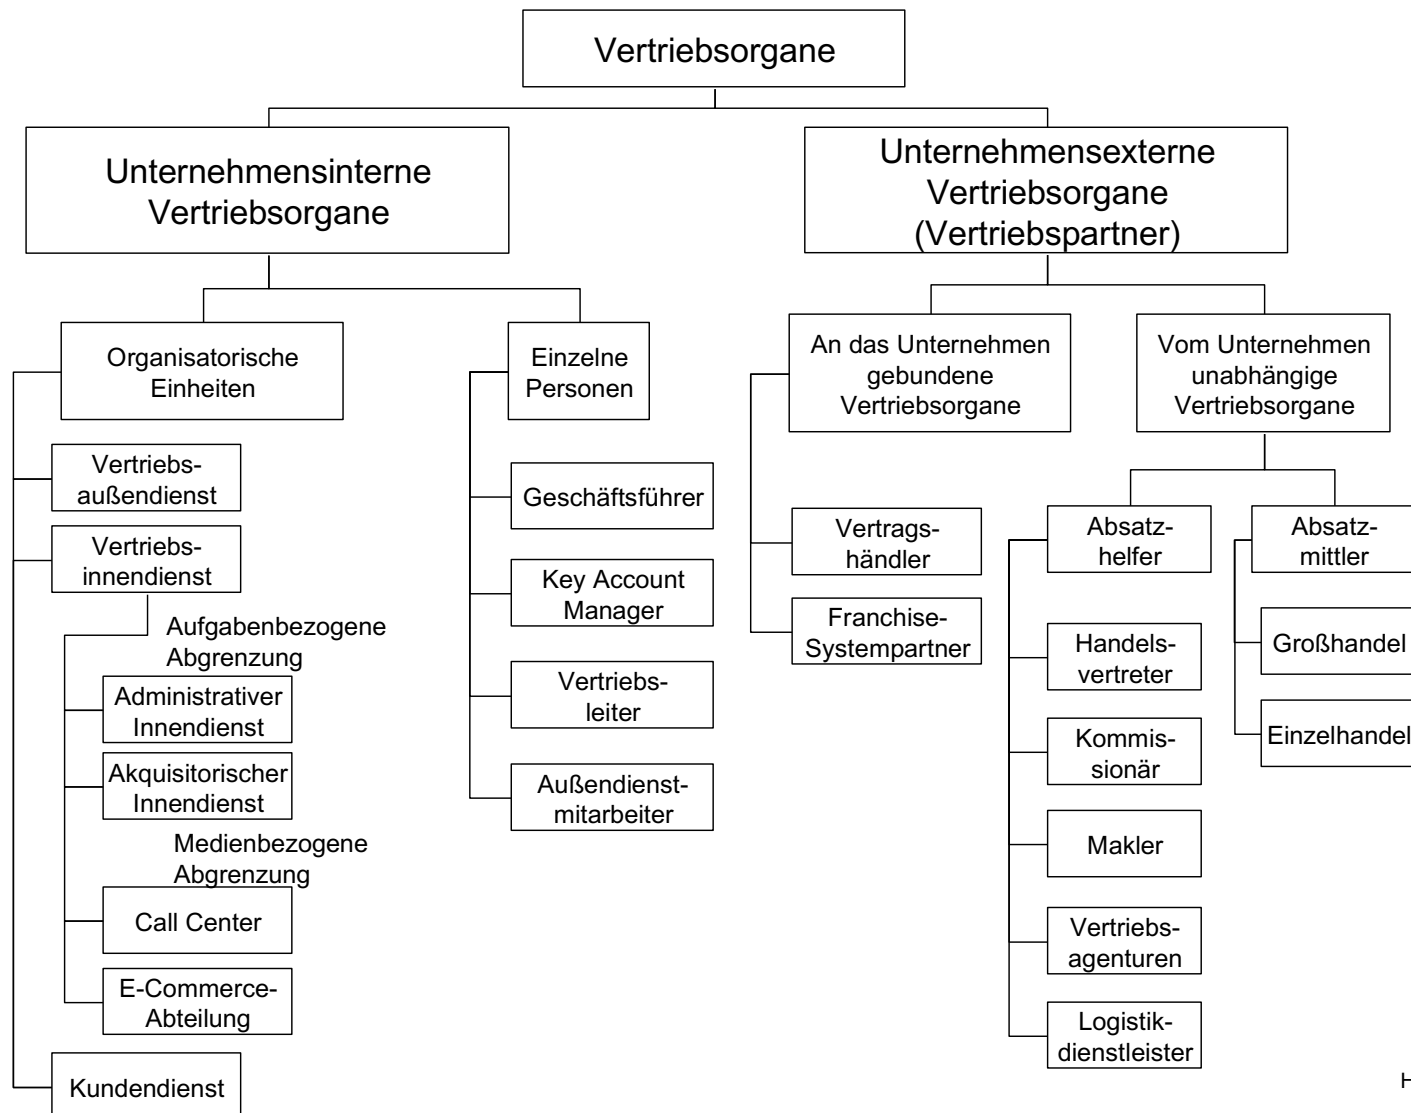 Vertriebsorgane
Unternehmensinterne
Vertriebsorgane
Unternehmensexterne
Vertriebsorgane
(Vertriebspartner)
Organisatorische
Einheiten
Einzelne
Personen
An das Unternehmen
gebundene
Vertriebsorgane
Vom Unternehmen
unabhängige
Vertriebsorgane
Vertriebs-
außendienst
Vertriebs-
innendienst
Aufgabenbezogene
Abgrenzung
Administrativer
Innendienst
Akquisitorischer
Innendienst
Medienbezogene
Abgrenzung
Call Center
E-Commerce-
Abteilung
Kundendienst
Geschäftsführer
Key Account
Manager
Vertriebs-
leiter
Außendienst-
mitarbeiter
Vertrags-
händler
Franchise-
Systempartner
Absatz-
helfer
Handels-
vertreter
Kommis-
sionär
Makler
Vertriebs-
agenturen
Logistik-
dienstleister
Absatz-
mittler
Großhandel
Einzelhandel
H